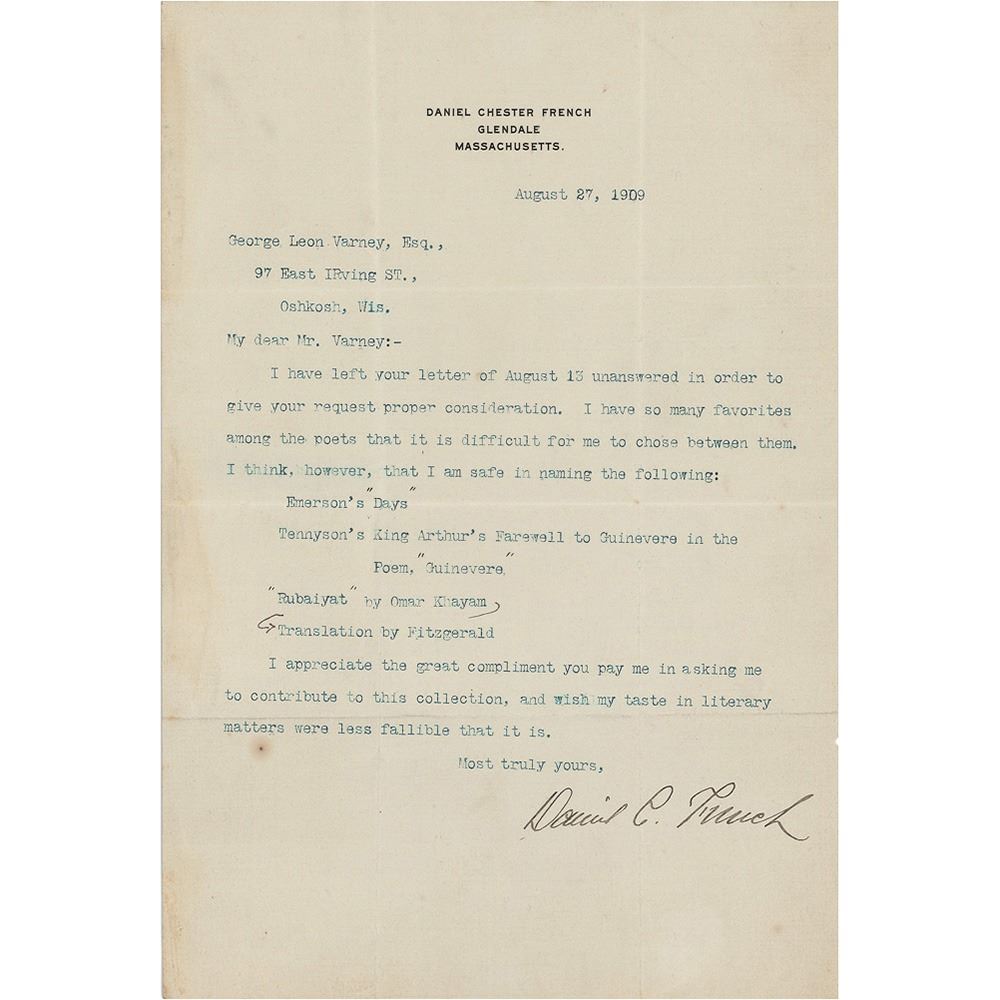 DANIEL CHESTER FRENCH
GLENDALE
MASSACHUSETTS.
August 27, 1909
George Leon Varney, Esq.,
97 East IRving ST.,
Oshkosh, Wis.
My dear Mr. Varney:-
I have left your letter of August 13 unanswered in order to
give your request proper consideration. I have so many favorites
among the poets that it is difficult for me to chose between them.
I think, however, that I am safe in naming the following:
Emerson's "Days"
Tennyson's King Arthur's Farewell to Guinevere in the
Poem, "Guinevere,"
"Rubaiyat" by Omar Khayam,
Translation by Fitzgerald
I appreciate the great compliment you pay me in asking me
to contribute to this collection, and wish my taste in literary
matters were less fallible that it is.
Most truly yours,
Daniel C. French